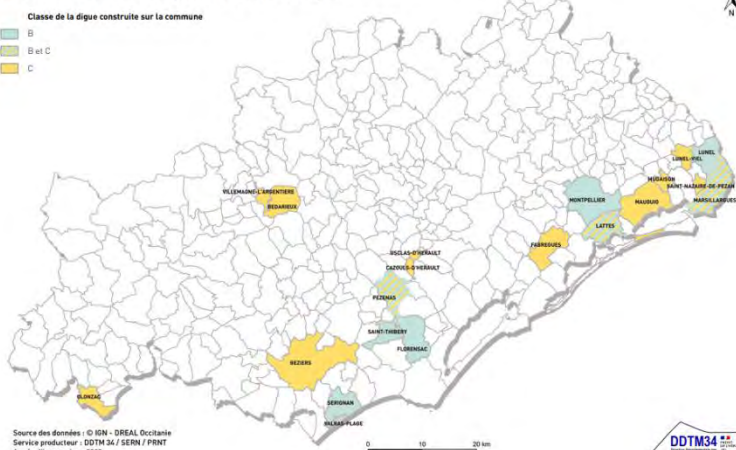 Classe de la digue construite sur la commune
B
B et C
C
N
LUNEL
LUNEL-VIEL
MUDAISON
SAINT-NAZAIRE-DE-PEZAN
MARSILLARGUES
VILLEMAGNE-L'ARGENTIERE
BEDARIEUX
MONTPELLIER
MAUGUIO
LATTES
FABREGUES
USCLAS-D'HERAULT
CAZOULS-D'HERAULT
PEZENAS
SAINT-THIBERY
FLORENSAC
BEZIERS
OLONZAC
SERIGNAN
VALRAS-PLAGE
Source des données : © IGN - DREAL Occitanie
Service producteur : DDTM 34 / SERN / PRNT
0 10 20 km
DDTM34